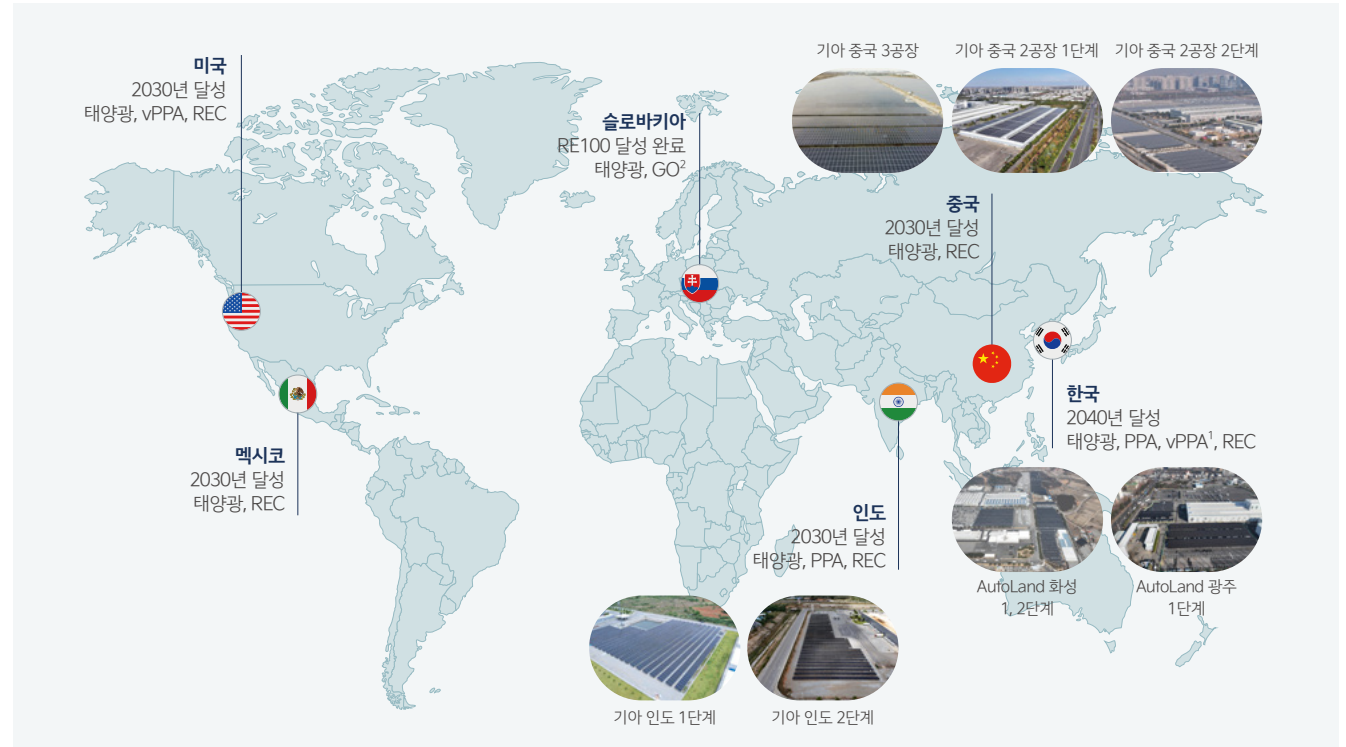 기아 중국 3공장
기아 중국 2공장 1단계
기아 중국 2공장 2단계
미국
2030년 달성
태양광, vPPA, REC
슬로바키아
RE100 달성 완료
태양광, GO²
중국
2030년 달성
태양광, REC
한국
2040년 달성
태양광, PPA, vPPA¹, REC
멕시코
2030년 달성
태양광, REC
인도
2030년 달성
태양광, PPA, REC
AutoLand 화성
1, 2단계
AutoLand 광주
1단계
기아 인도 1단계
기아 인도 2단계